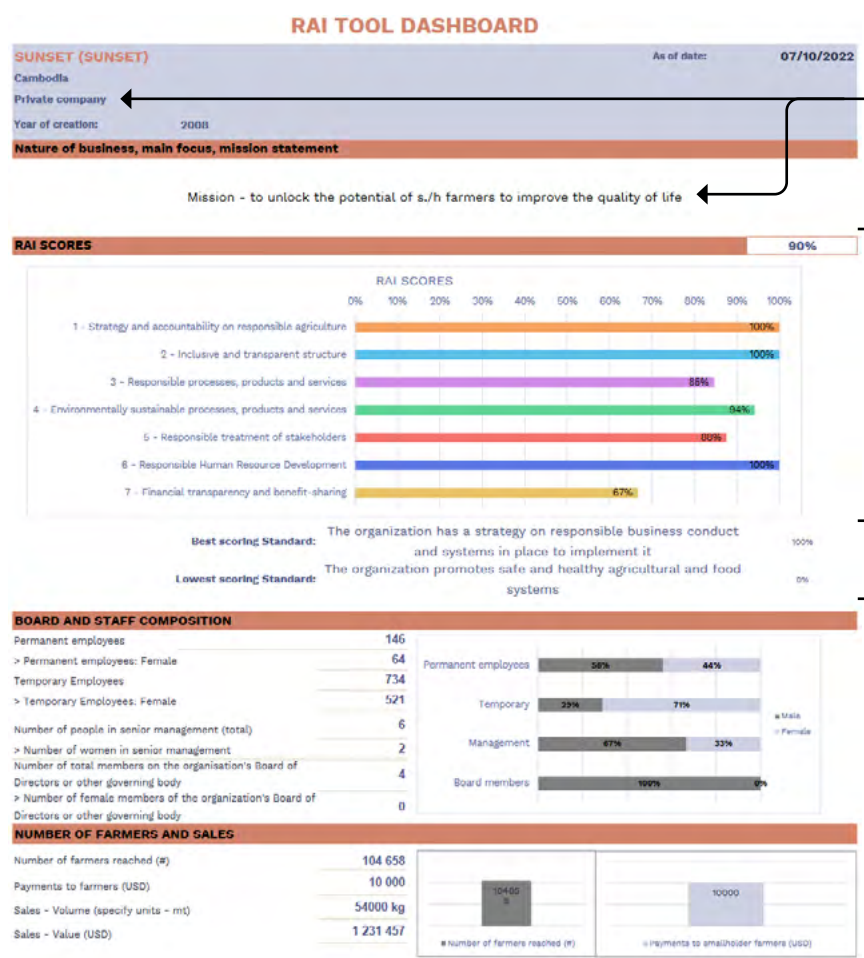 RAI TOOL DASHBOARD
SUNSET (SUNSET)
As of date: 07/10/2022
Cambodia
Private company
Year of creation: 2008
Nature of business, main focus, mission statement
Mission - to unlock the potential of s./h farmers to improve the quality of life
RAI SCORES 90%
RAI SCORES
0% 10% 20% 30% 40% 50% 60% 70% 80% 90% 100%
1 - Strategy and accountability on responsible agriculture 100%
2 - Inclusive and transparent structure 100%
3 - Responsible processes, products and services
4 - Environmentally sustainable processes, products and services 94%
5 - Responsible treatment of stakeholders 88%
6 - Responsible Human Resource Development 100%
7 - Financial transparency and benefit-sharing 67%
Best scoring Standard: The organization has a strategy on responsible business conduct and systems in place to implement it 100%
Lowest scoring Standard: The organization promotes safe and healthy agricultural and food systems 0%
BOARD AND STAFF COMPOSITION
Permanent employees 146
> Permanent employees: Female 64
Temporary Employees 734
> Temporary Employees: Female 521
Number of people in senior management (total) 6
> Number of women in senior management 2
Number of total members on the organisation's Board of
Directors or other governing body 4
> Number of female members of the organization's Board of
Directors or other governing body 0
Permanent employees 56% 44%
Temporary 29% 71%
Management 67% 33%
Board members 100% 0%
Male
Female
NUMBER OF FARMERS AND SALES
Number of farmers reached (#) 104 658
Payments to farmers (USD) 10 000
Sales - Volume (specify units - mt) 54000 kg
Sales - Value (USD) 1 231 457
10465
8
Number of farmers reached (#)
10000
Payments to smallholder farmers (USD)